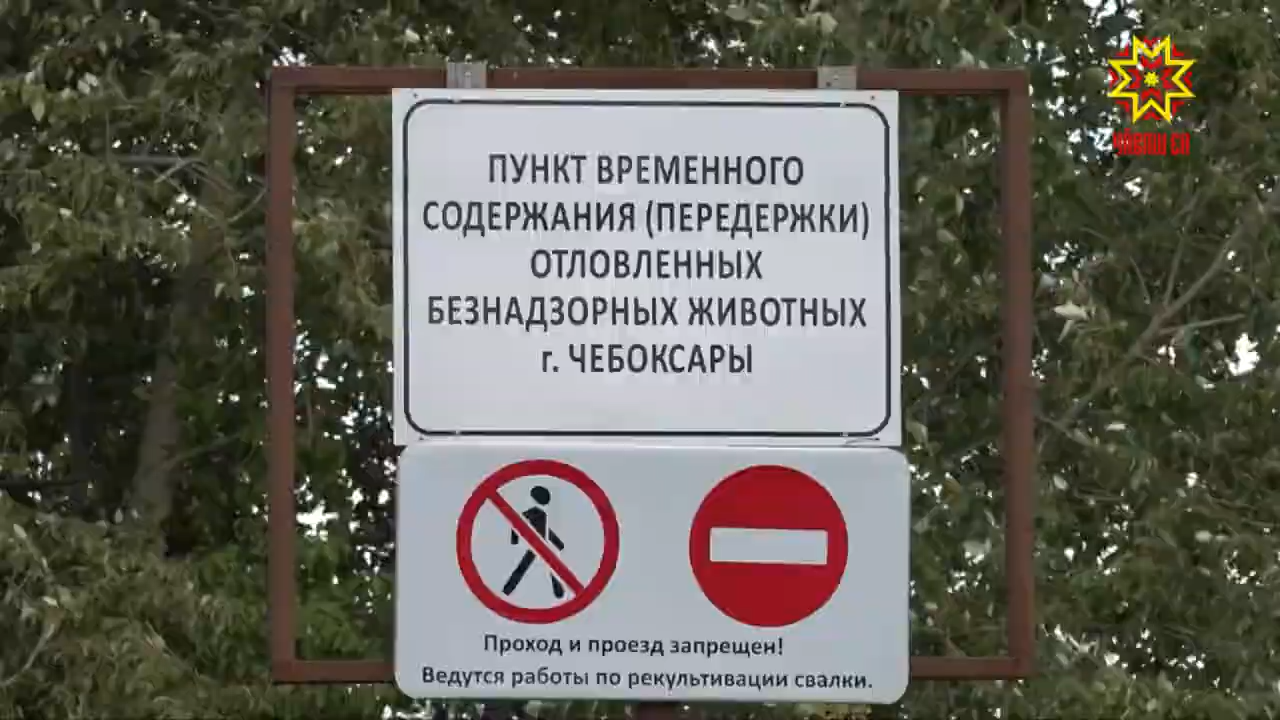 ПУНКТ ВРЕМЕННОГО
СОДЕРЖАНИЯ (ПЕРЕДЕРЖКИ)
ОТЛОВЛЕННЫХ
БЕЗНАДЗОРНЫХ ЖИВОТНЫХ
г. ЧЕБОКСАРЫ
Проход и проезд запрещен!
Ведутся работы по рекультивации свалки.